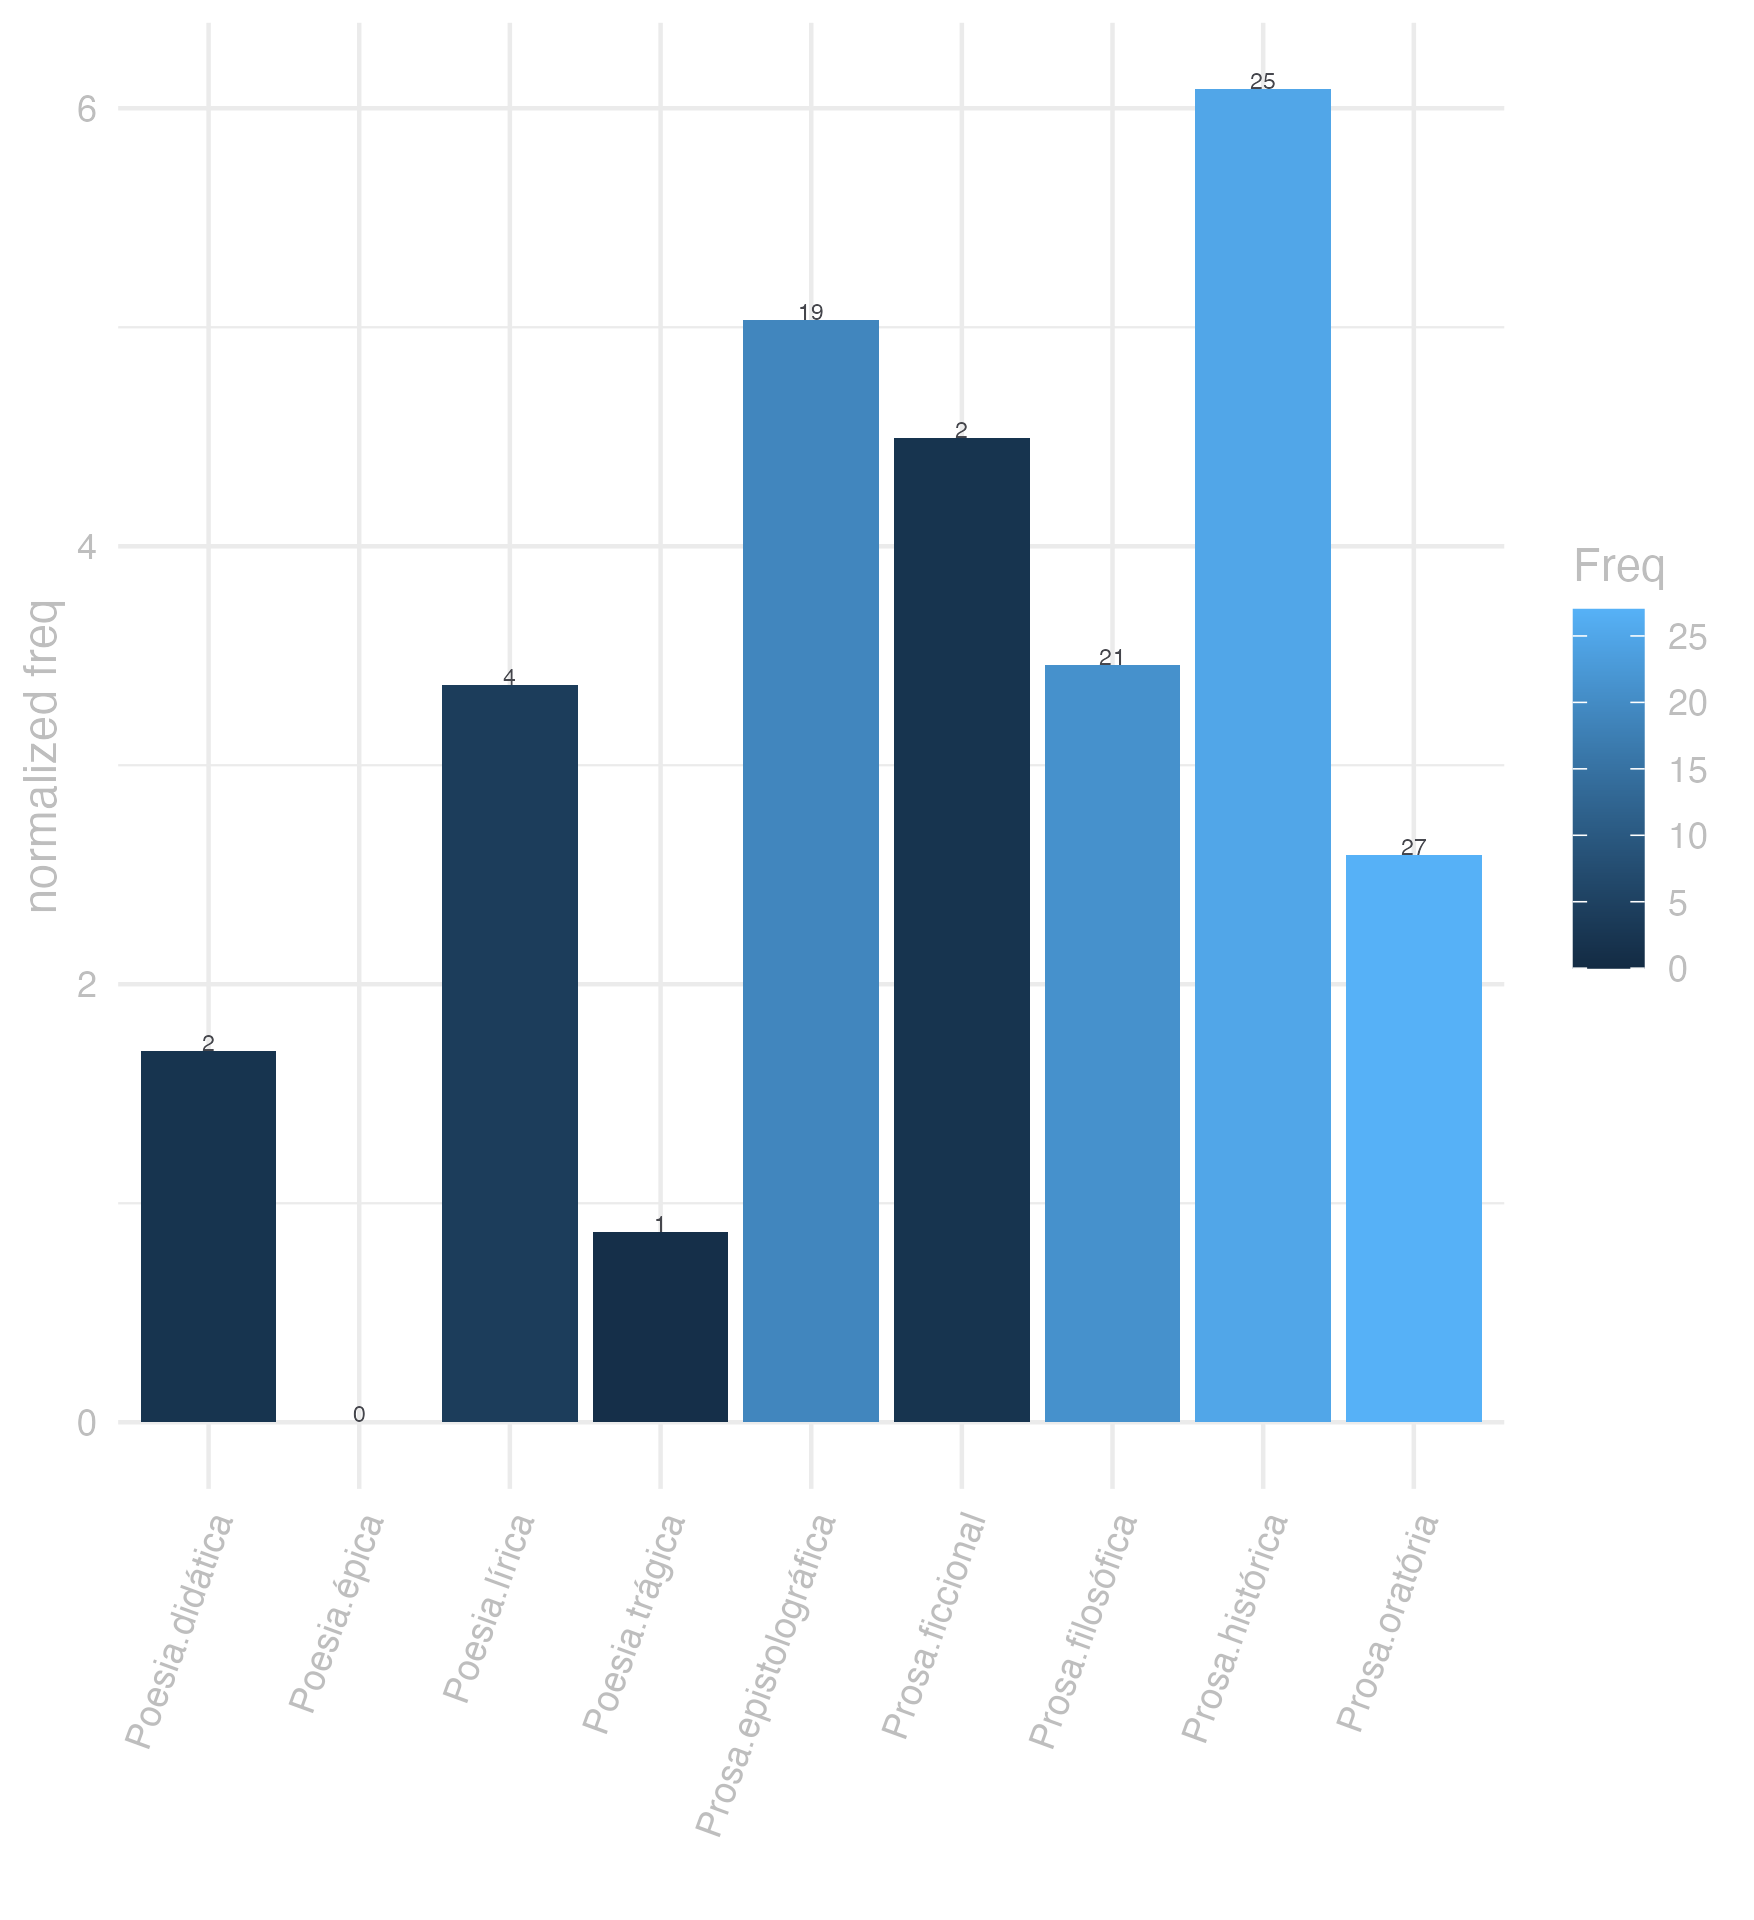 normalized freq
6
4
2
0
2
0
4
1
19
2
21
25
27
Poesia.didática
Poesia.épica
Poesia.lírica
Poesia.trágica
Prosa.epistolográfica
Prosa.ficcional
Prosa.filosófica
Prosa.histórica
Prosa.oratória
Freq
25
20
15
10
5
0